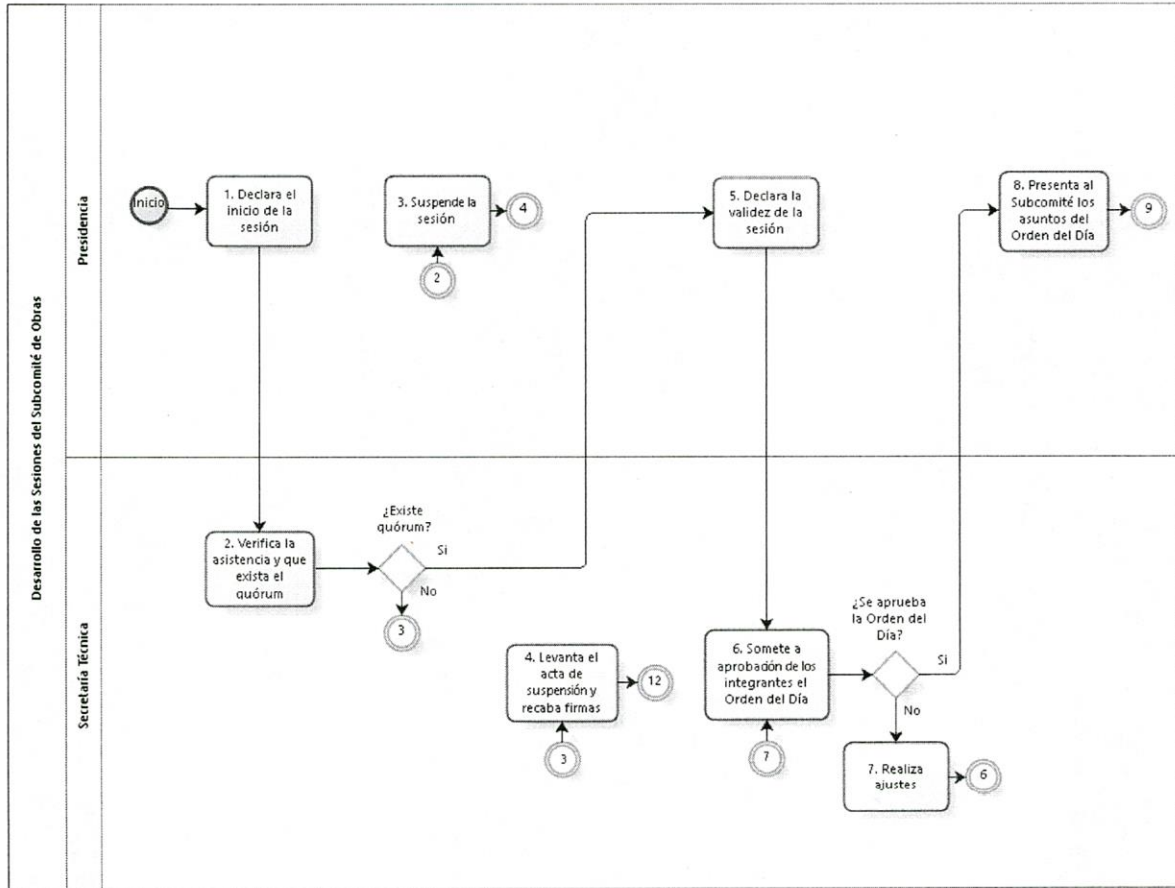 Desarrollo de las Sesiones del Subcomité de Obras
Presidencia
Inicio
1. Declara el
inicio de la
sesión
3. Suspende la
sesión
4
2
5. Declara la
validez de la
sesión
8. Presenta al
Subcomité los
asuntos del
Orden del Día
9
Secretaría Técnica
2. Verifica la
asistencia y que
exista el
quórum
¿Existe
quórum?
Si
No
3
4. Levanta el
acta de
suspensión y
recaba firmas
12
3
6. Somete a
aprobación de los
integrantes el
Orden del Día
7
¿Se aprueba
la Orden del
Día?
Si
No
7. Realiza
ajustes
6